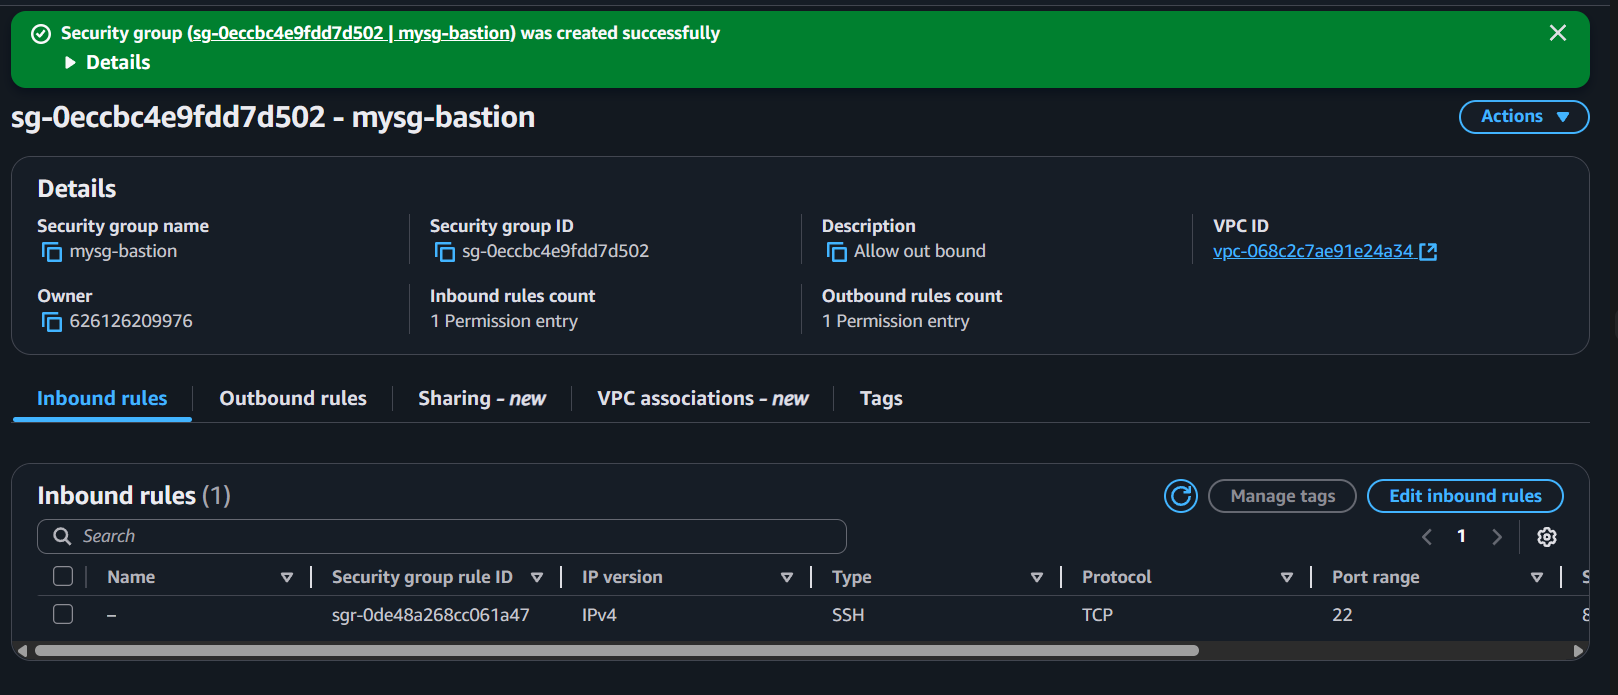 Security group (sg-0eccbc4e9fdd7d502 | mysg-bastion) was created successfully
Details
sg-0eccbc4e9fdd7d502 - mysg-bastion
Actions
Details
Security group name
mysg-bastion
Security group ID
sg-0eccbc4e9fdd7d502
Description
Allow out bound
VPC ID
vpc-068c2c7ae91e24a34
Owner
626126209976
Inbound rules count
1 Permission entry
Outbound rules count
1 Permission entry
Inbound rules
Outbound rules
Sharing - new
VPC associations - new
Tags
Inbound rules (1)
Manage tags
Edit inbound rules
Search
1
Name Security group rule ID IP version Type Protocol Port range
– sgr-0de48a268cc061a47 IPv4 SSH TCP 22